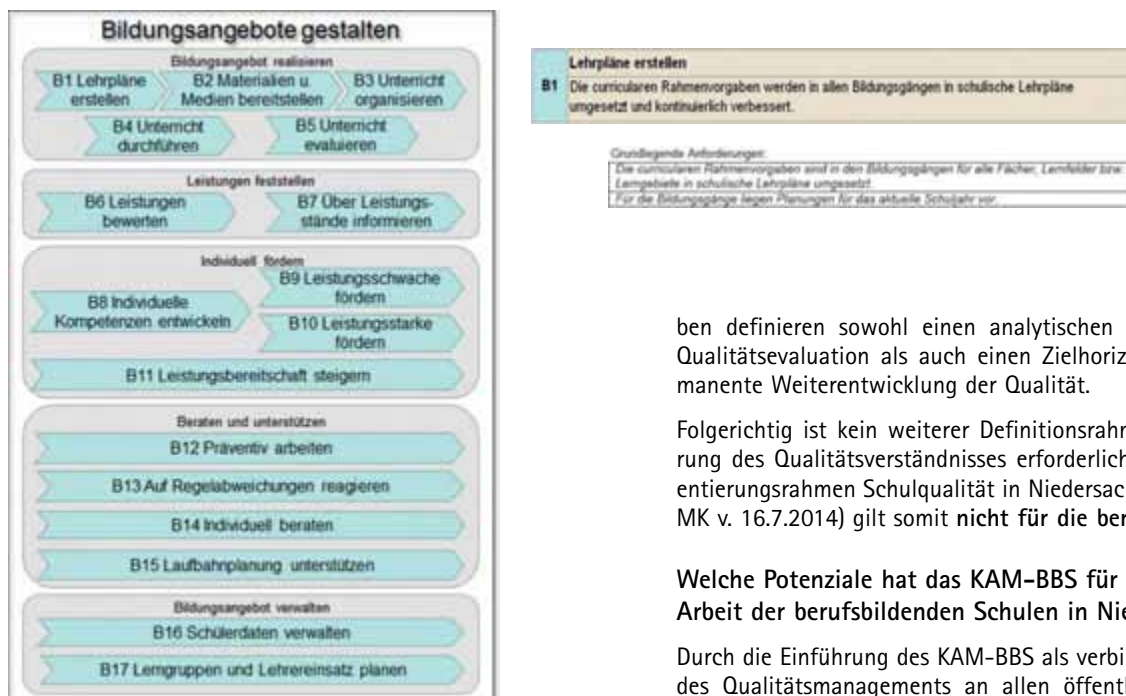 Bildungsangebote gestalten
Bildungsangebot realisieren
B1 Lehrpläne erstellen
B2 Materialien u. Medien bereitstellen
B3 Unterricht organisieren
B4 Unterricht durchführen
B5 Unterricht evaluieren
Leistungen feststellen
B6 Leistungen bewerten
B7 Über Leistungs-
stände informieren
Individuell fördern
B8 Individuelle
Kompetenzen entwickeln
B9 Leistungsschwache
fördern
B10 Leistungsstarke
fördern
B11 Leistungsbereitschaft steigern
Beraten und unterstützen
B12 Präventiv arbeiten
B13 Auf Regelabweichungen reagieren
B14 Individuell beraten
B15 Laufbahnplanung unterstützen
Bildungsangebot verwalten
B16 Schülerdaten verwalten
B17 Lerngruppen und Lehrereinsatz planen
Lehrpläne erstellen
B1 Die curricularen Rahmenvorgaben werden in allen Bildungsgängen in schulische Lehrpläne
umgesetzt und kontinuierlich verbessert.
Grundlegende Anforderungen:
Die curricularen Rahmenvorgaben sind in den Bildungsgängen für alle Fächer, Lernfelder bzw.
Lerngebiete in schulische Lehrpläne umgesetzt.
Für die Bildungsgänge liegen Planungen für das aktuelle Schuljahr vor.
ben definieren sowohl einen analytischen
Qualitätsevaluation als auch einen Zielhoriz
manente Weiterentwicklung der Qualität.
Folgerichtig ist kein weiterer Definitionsrahr
rung des Qualitätsverständnisses erforderlich
entierungsrahmen Schulqualität in Niedersac
MK v. 16.7.2014) gilt somit nicht für die ber
Welche Potenziale hat das KAM-BBS für
Arbeit der berufsbildenden Schulen in Nie
Durch die Einführung des KAM-BBS als verbi
des Qualitätsmanagements an allen öffentl